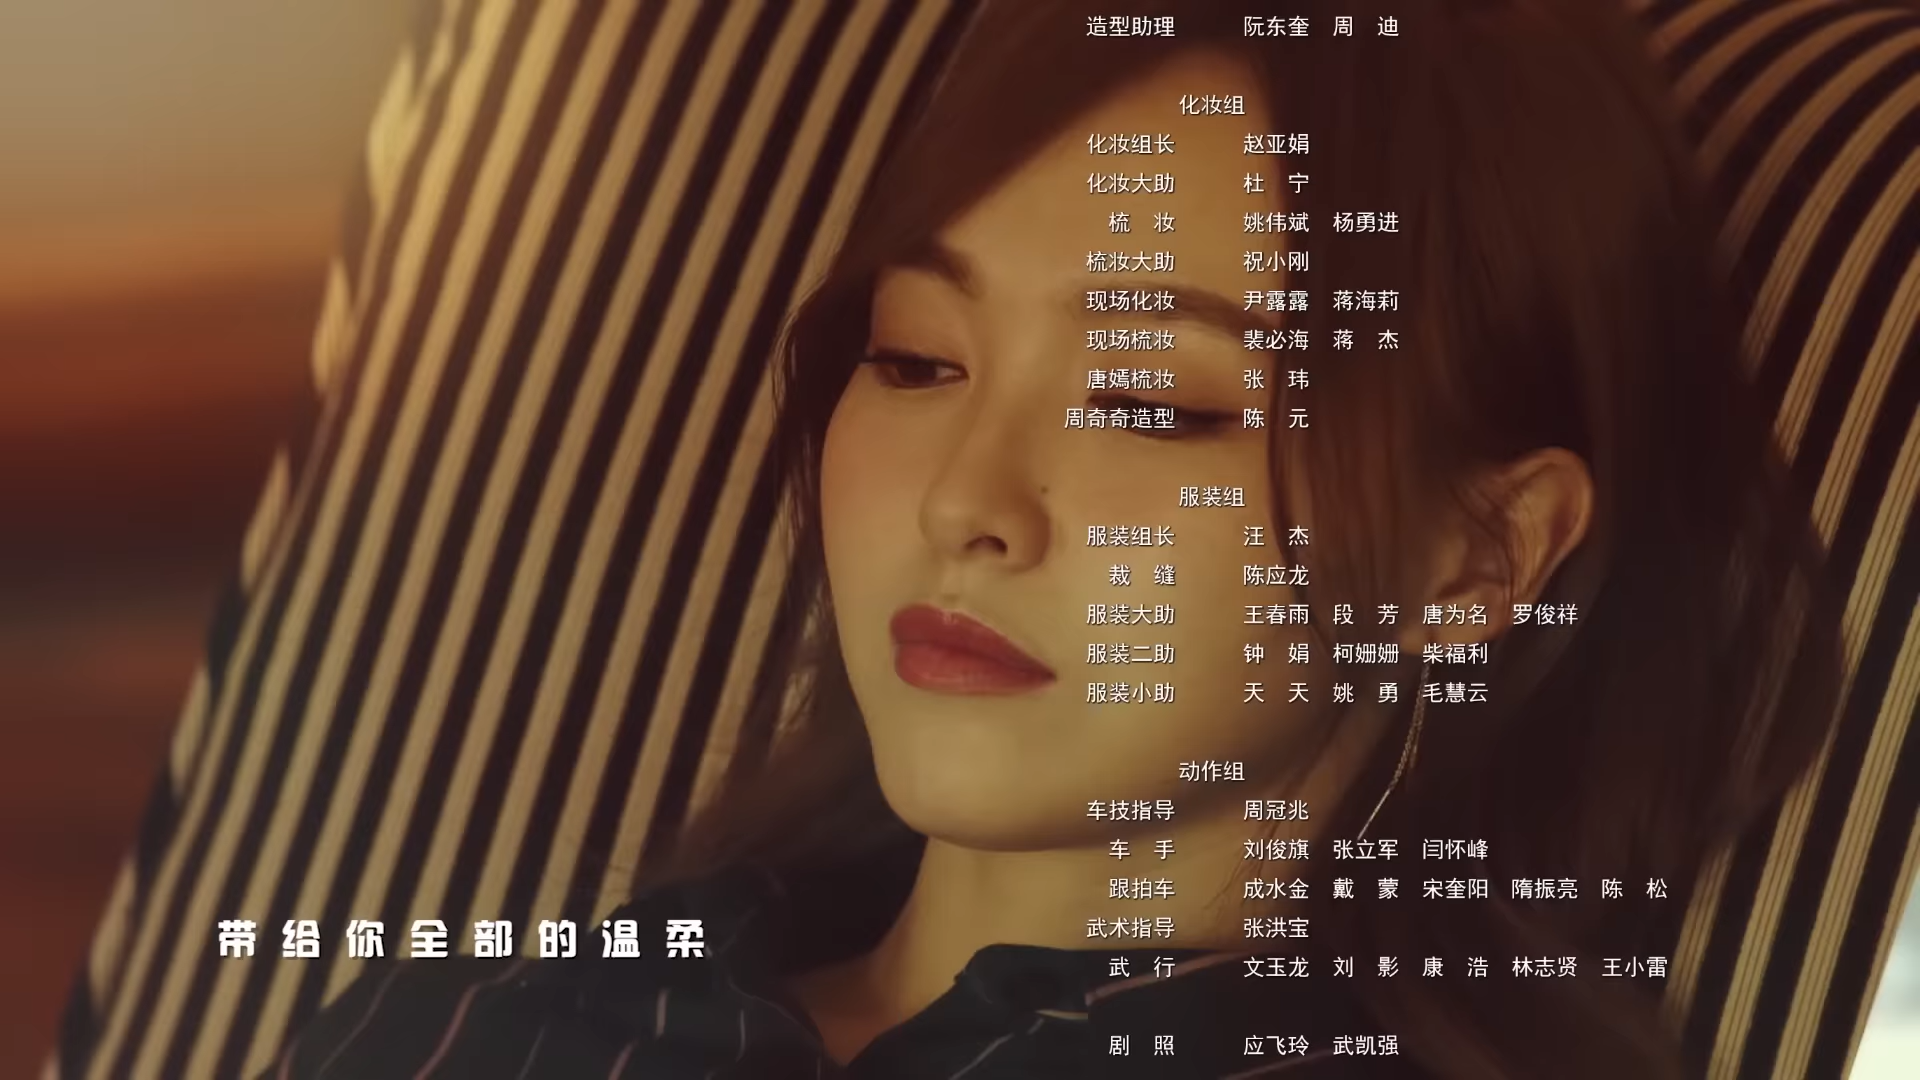 造型助理 阮东奎 周 迪
化妆组
化妆组长 赵亚娟
化妆大助 杜 宁
梳 妆 姚伟斌 杨勇进
梳妆大助 祝小刚
现场化妆 尹露露 蒋海莉
现场梳妆 裴必海 蒋 杰
唐嫣梳妆 张 玮
周奇奇造型 陈 元
服装组
服装组长 汪 杰
裁 缝 陈应龙
服装大助 王春雨 段 芳 唐为名 罗俊祥
服装二助 钟 娟 柯姗姗 柴福利
服装小助 天 天 姚 勇 毛慧云
动作组
车技指导 周冠兆
车 手 刘俊旗 张立军 闫怀峰
跟拍车 成水金 戴 蒙 宋奎阳 隋振亮 陈 松
武术指导 张洪宝
武 行 文玉龙 刘 影 康 浩 林志贤 王小雷
剧 照 应飞玲 武凯强
带给你全部的温柔